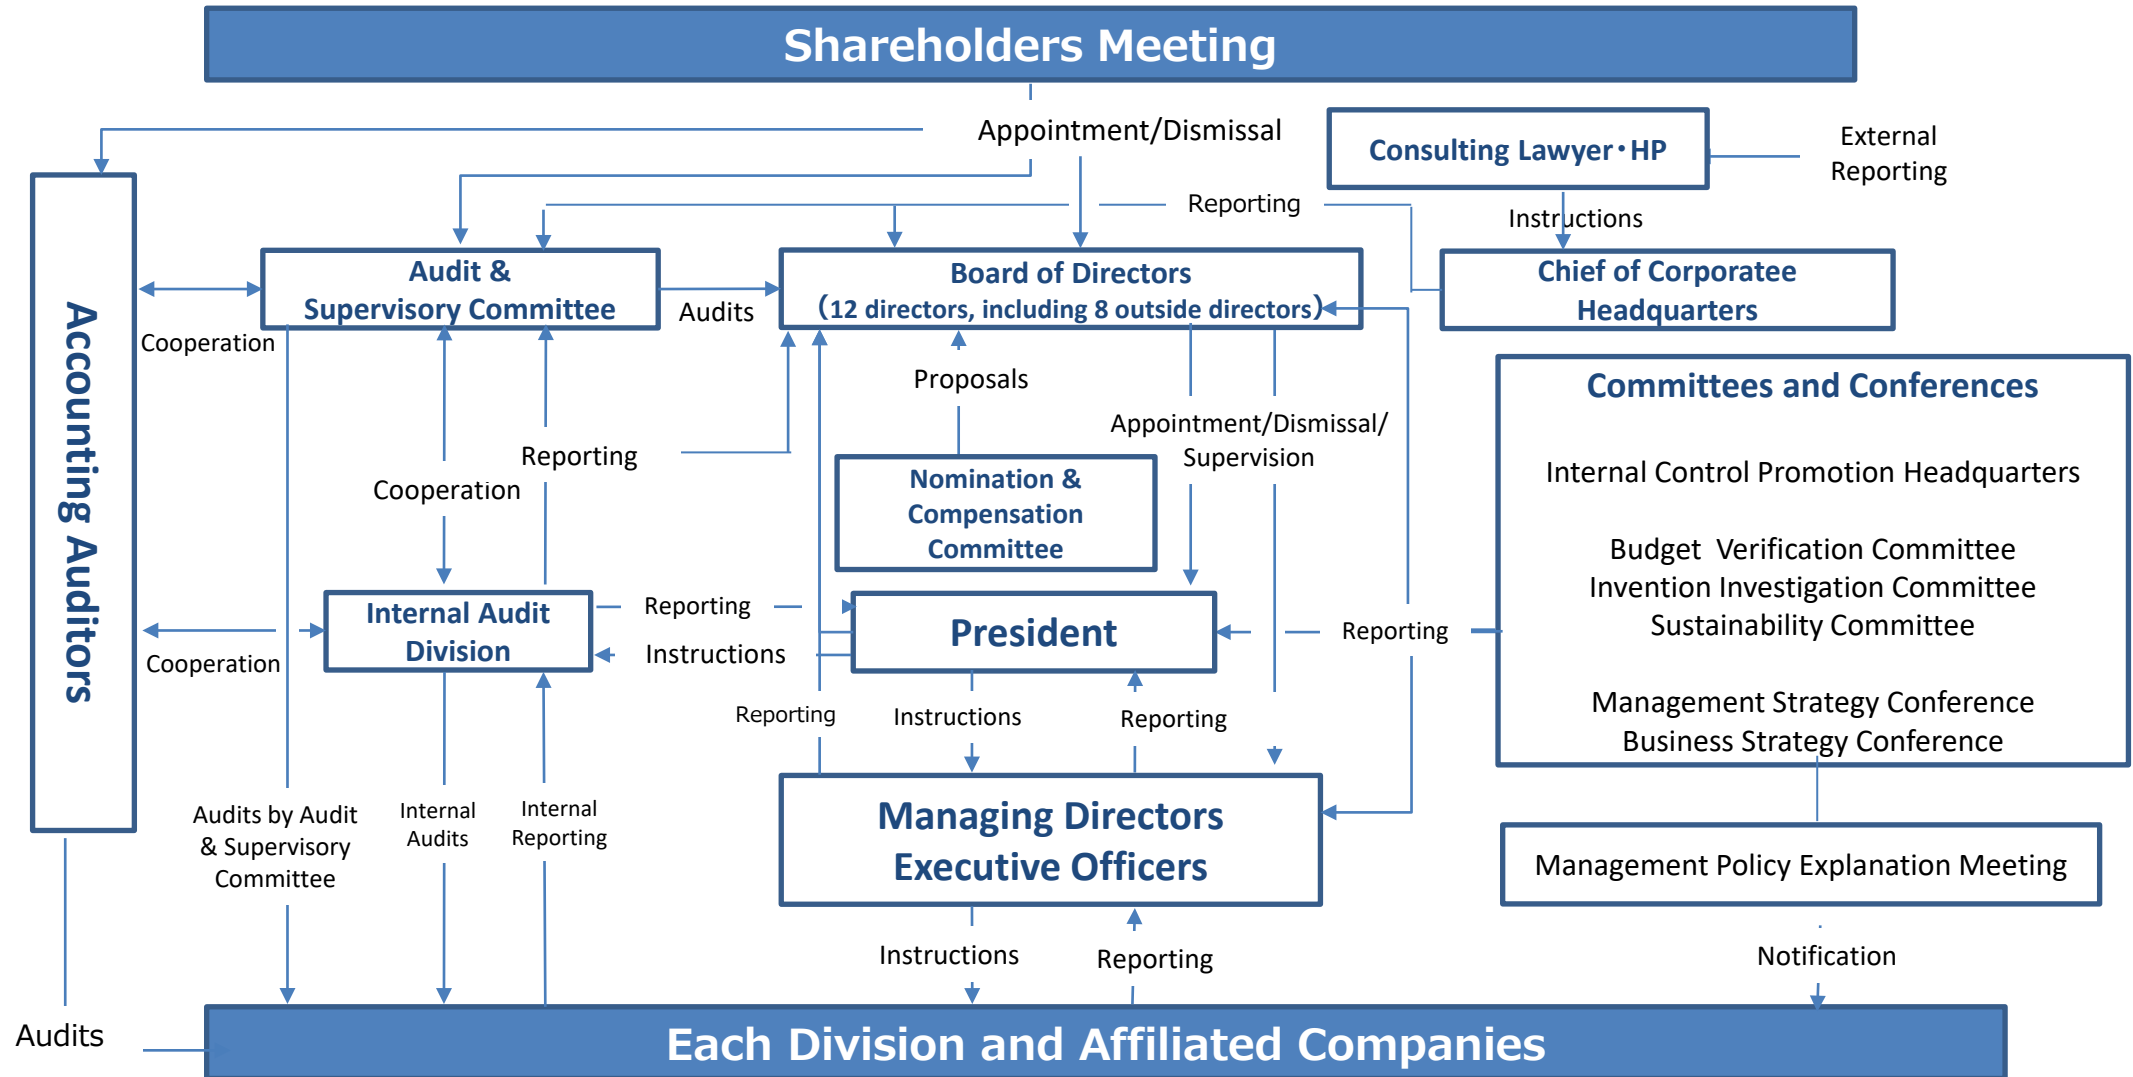 Shareholders Meeting
Appointment/Dismissal
Consulting Lawyer・HP
External
Reporting
Reporting
Instructions
Accounting Auditors
Audit &
Supervisory Committee
Audits
Board of Directors
(12 directors, including 8 outside directors)
Chief of Corporatee
Headquarters
Cooperation
Proposals
Committees and Conferences
Appointment/Dismissal/
Supervision
Reporting
Cooperation
Nomination &
Compensation
Committee
Internal Control Promotion Headquarters
Budget  Verification Committee
Invention Investigation Committee
Sustainability Committee
Management Strategy Conference
Business Strategy Conference
Internal Audit
Division
Reporting
Instructions
President
Reporting
Cooperation
Reporting
Instructions
Reporting
Managing Directors
Executive Officers
Audits by Audit
& Supervisory
Committee
Internal
Audits
Internal
Reporting
Management Policy Explanation Meeting
Instructions
Reporting
Notification
Audits
Each Division and Affiliated Companies